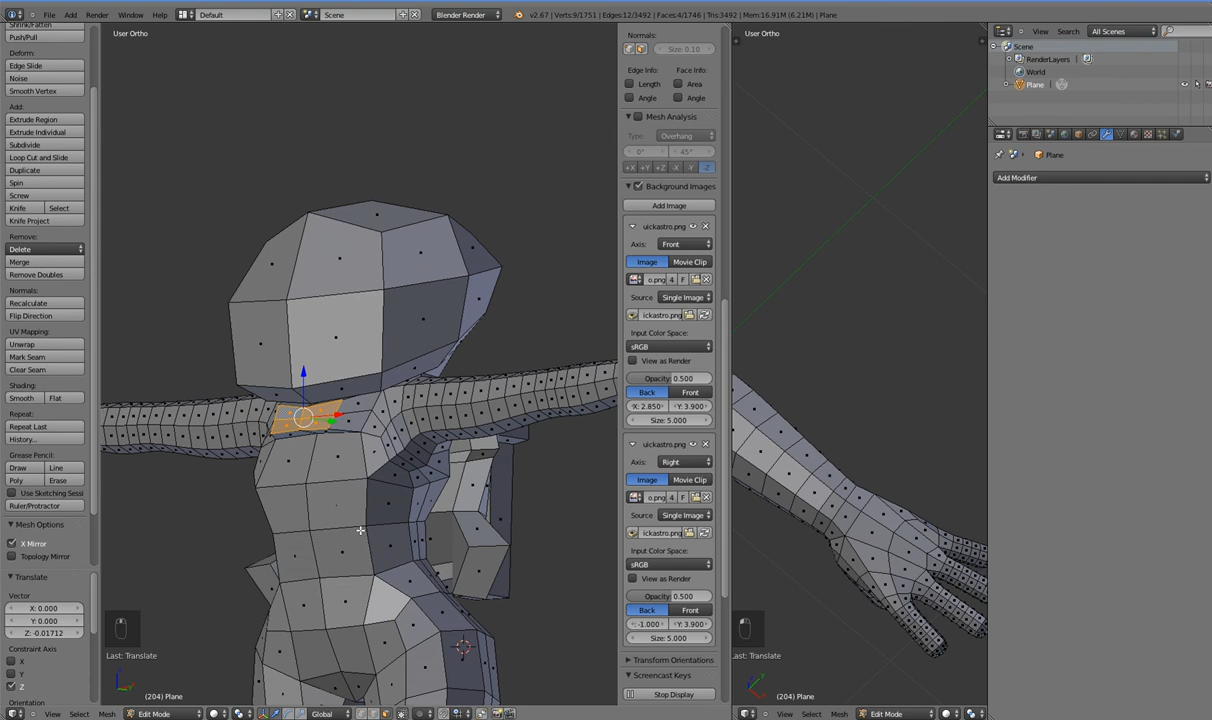 File Add Render Window Help Default Scene Blender Render v2.67 | Verts:9/1751 | Edges:12/3492 | Faces:4/1746 | Tris:3492 | Mem:16.91M (6.21M) | Plane
Shrink/Fatten
Push/Pull
Deform:
Edge Slide
Noise
Smooth Vertex
Add:
Extrude Region
Extrude Individual
Subdivide
Loop Cut and Slide
Duplicate
Spin
Screw
Knife Select
Knife Project
Remove:
Delete
Merge
Remove Doubles
Normals:
Recalculate
Flip Direction
UV Mapping:
Unwrap
Mark Seam
Clear Seam
Shading:
Smooth Flat
Repeat:
Repeat Last
History...
Grease Pencil:
Draw Line
Poly Erase
Use Sketching Sessi
Ruler/Protractor
Mesh Options
X Mirror
Topology Mirror
Translate
Vector
X: 0.000
Y: 0.000
Z: -0.01712
Constraint Axis
X
Y
Z
Orientation
User Ortho
Last: Translate
(204) Plane
View Select Mesh Edit Mode Global
Normals:
Size: 0.10
Edge Info: Face Info:
Length Area
Angle Angle
Mesh Analysis
Type: Overhang
0° 45°
+X +Y +Z -X -Y -Z
Background Images
Add Image
uickastro.png
Axis: Front
Image Movie Clip
o.png 4 F
Source Single Image
ickastro.png
Input Color Space:
sRGB
View as Render
Opacity: 0.500
Back Front
X: 2.850 Y: 3.900
Size: 5.000
uickastro.png
Axis: Right
Image Movie Clip
o.png 4 F
Source Single Image
ickastro.png
Input Color Space:
sRGB
View as Render
Opacity: 0.500
Back Front
: -1.000 Y: 3.900
Size: 5.000
Transform Orientations
Screencast Keys
Stop Display
User Ortho
Last: Translate
(204) Plane
View Select Mesh Edit Mode
View Search All Scenes
Scene
RenderLayers |
World
Plane |
Plane
Add Modifier